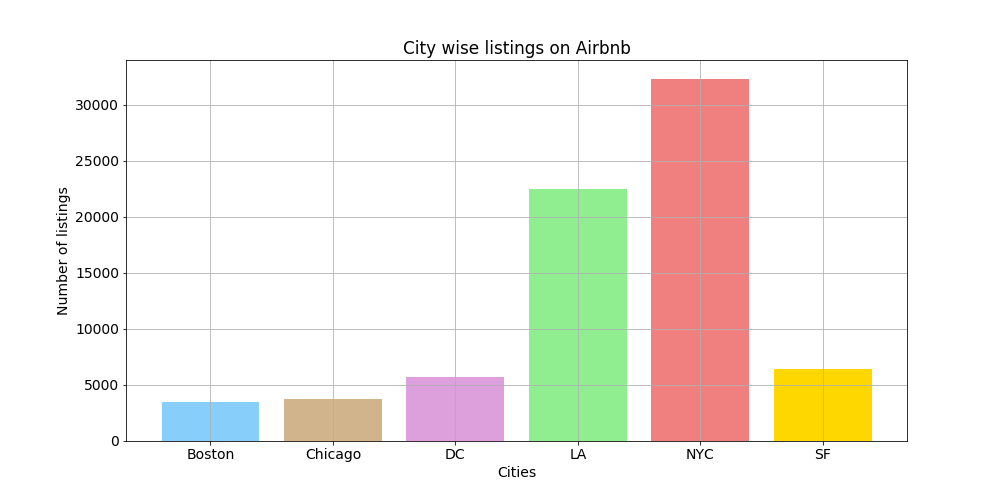 City wise listings on Airbnb
Number of listings
30000
25000
20000
15000
10000
5000
0
Boston Chicago DC LA NYC SF
Cities